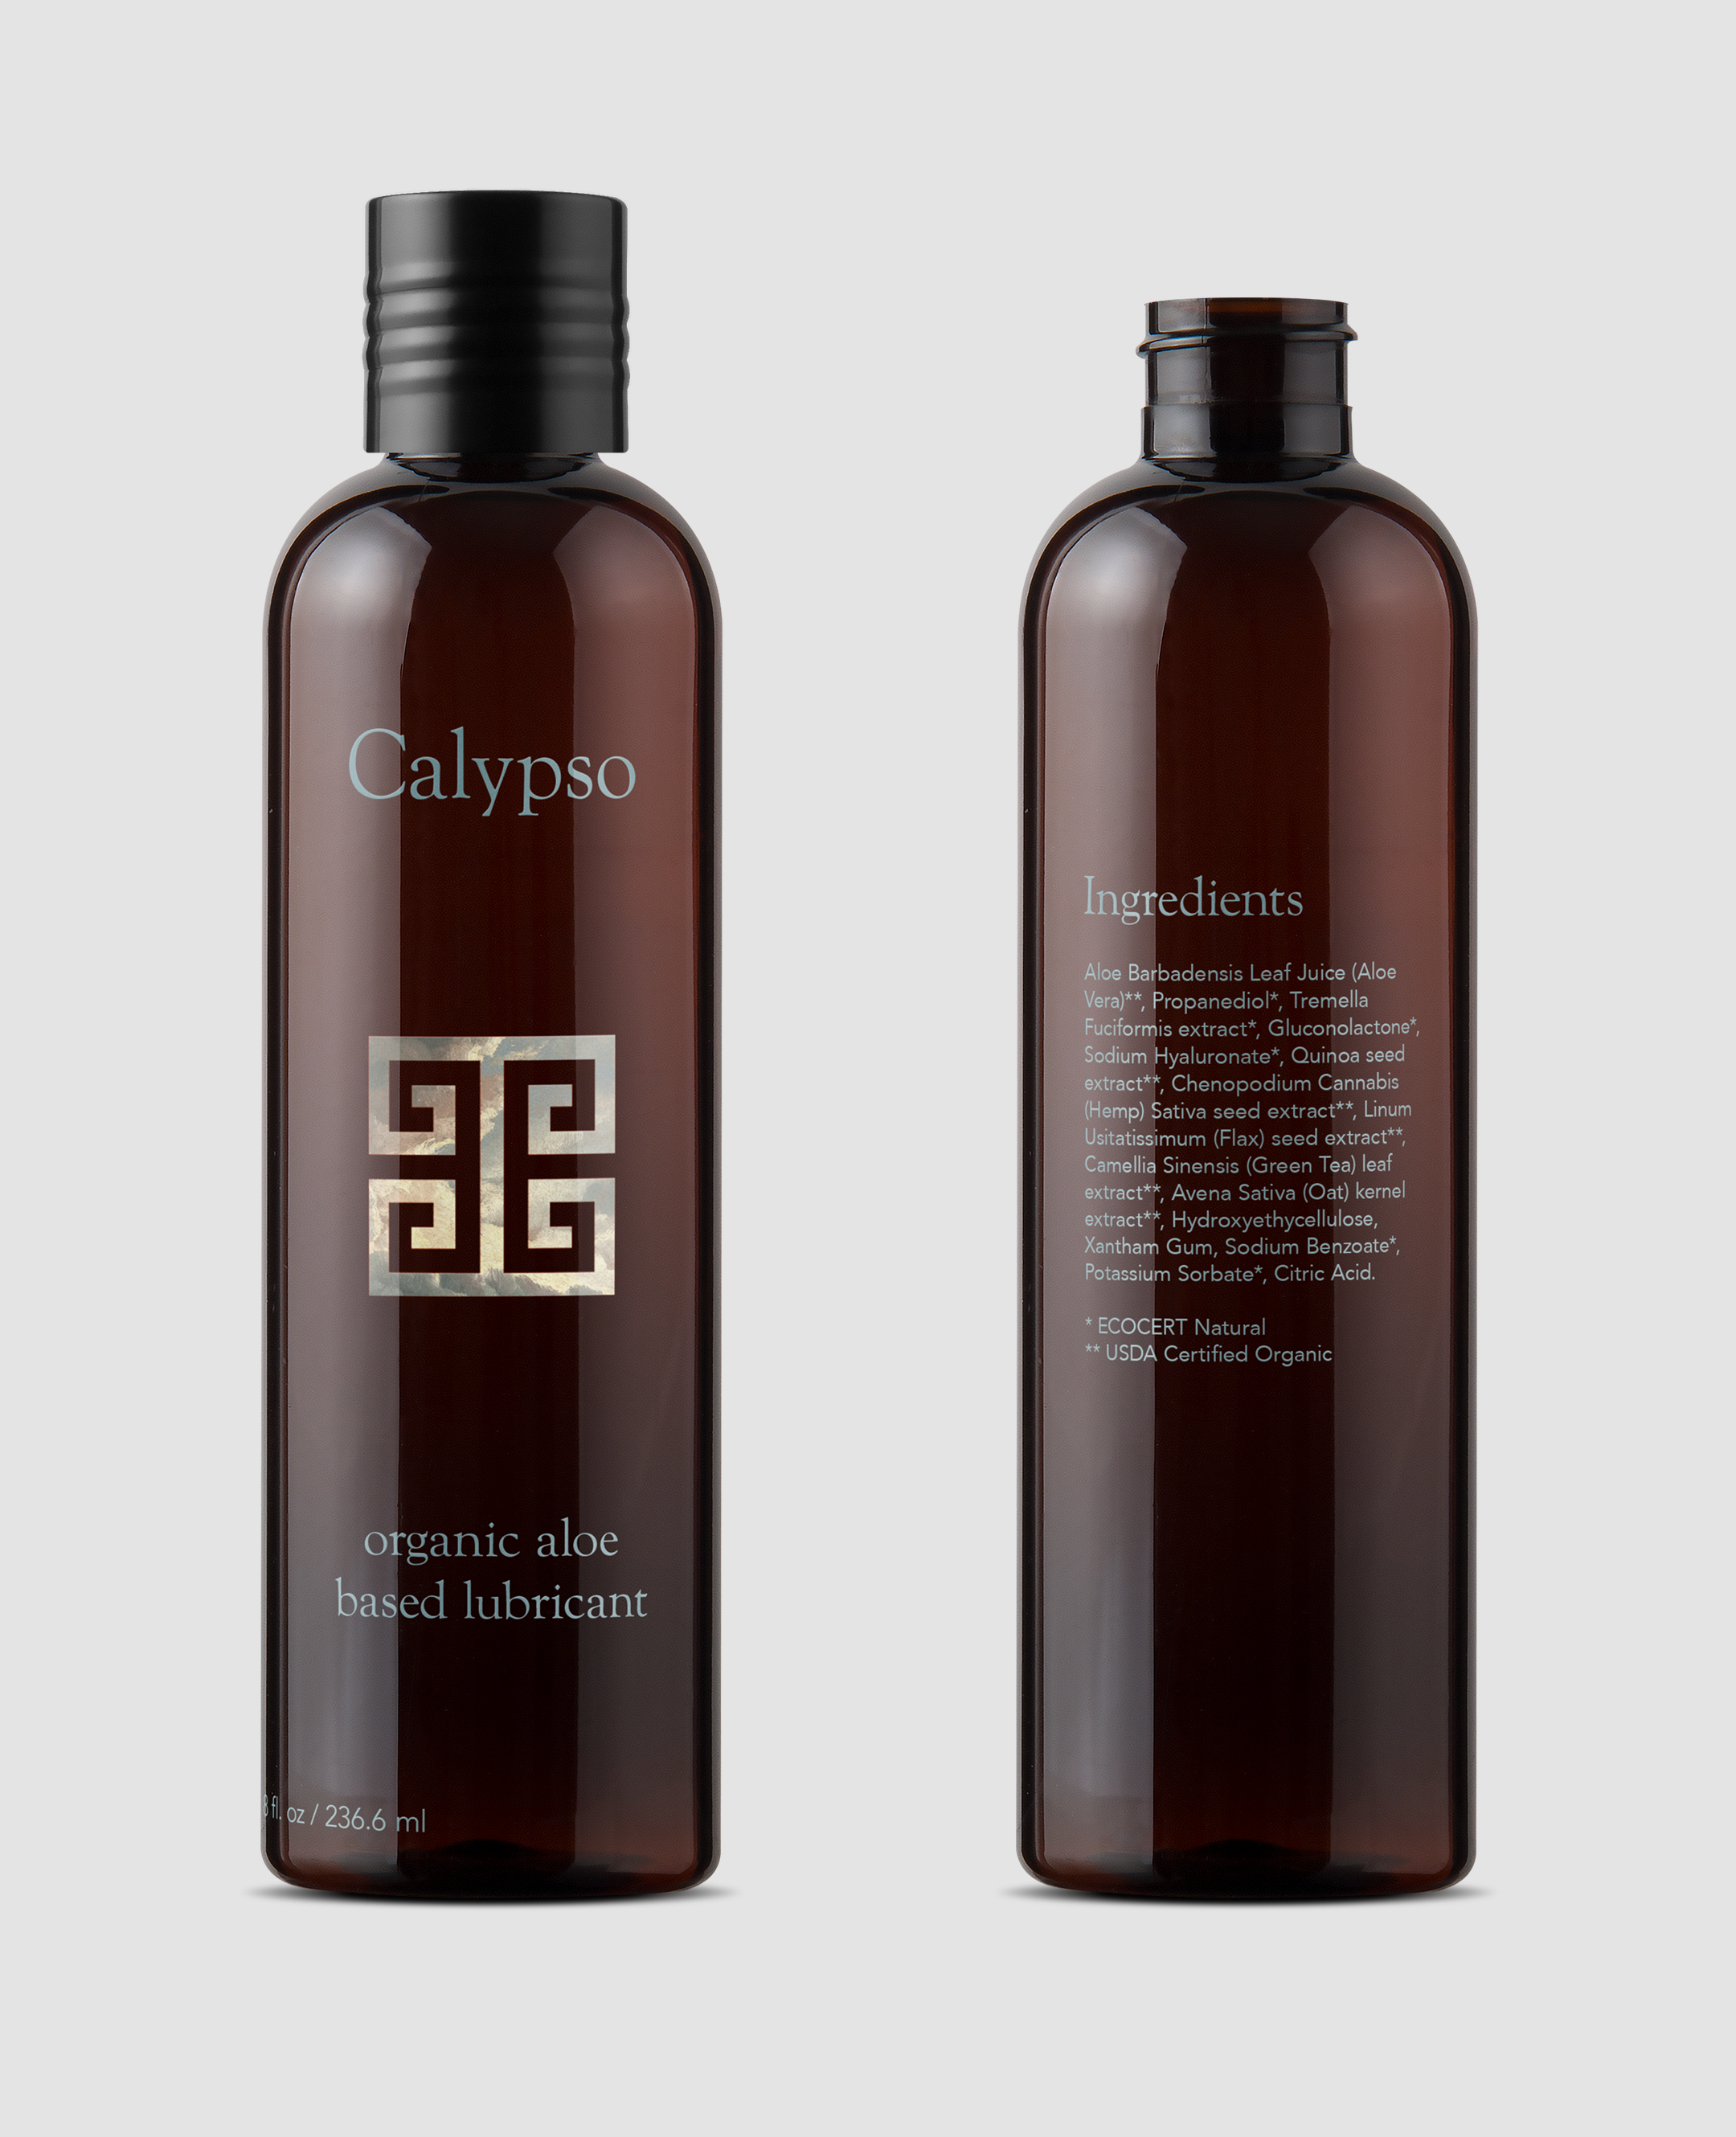 Calypso
organic aloe
based lubricant
8 fl. oz / 236.6 ml
Ingredients
Aloe Barbadensis Leaf Juice (Aloe
Vera)**, Propanediol*, Tremella
Fuciformis extract*, Gluconolactone*,
Sodium Hyaluronate*, Quinoa seed
extract**, Chenopodium Cannabis
(Hemp) Sativa seed extract**, Linum
Usitatissimum (Flax) seed extract**,
Camellia Sinensis (Green Tea) leaf
extract**, Avena Sativa (Oat) kernel
extract**, Hydroxyethycellulose,
Xantham Gum, Sodium Benzoate*,
Potassium Sorbate*, Citric Acid.
* ECOCERT Natural
** USDA Certified Organic